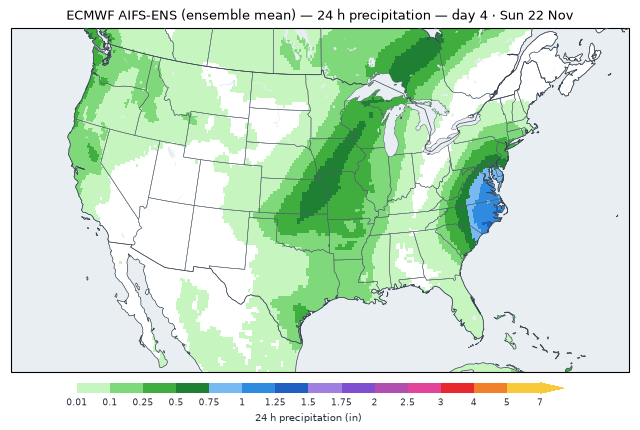 ECMWF AIFS-ENS (ensemble mean) — 24 h precipitation — day 4 · Sun 22 Nov
0.01 0.1 0.25 0.5 0.75 1 1.25 1.5 1.75 2 2.5 3 4 5 7
24 h precipitation (in)